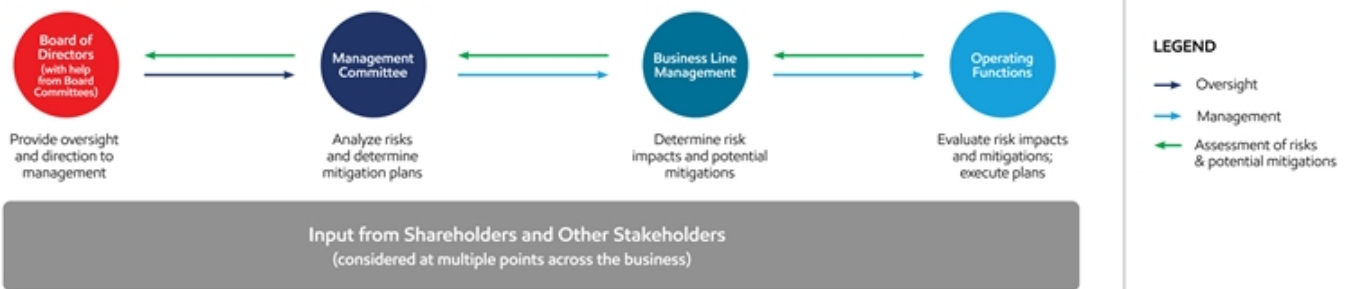 Board of
Directors
(with help
from Board
Committees)
Management
Committee
Business Line
Management
Operating
Functions
Provide oversight
and direction to
management
Analyze risks
and determine
mitigation plans
Determine risk
impacts and potential
mitigations
Evaluate risk impacts
and mitigations;
execute plans
Input from Shareholders and Other Stakeholders
(considered at multiple points across the business)
LEGEND
Oversight
Management
Assessment of risks
& potential mitigations